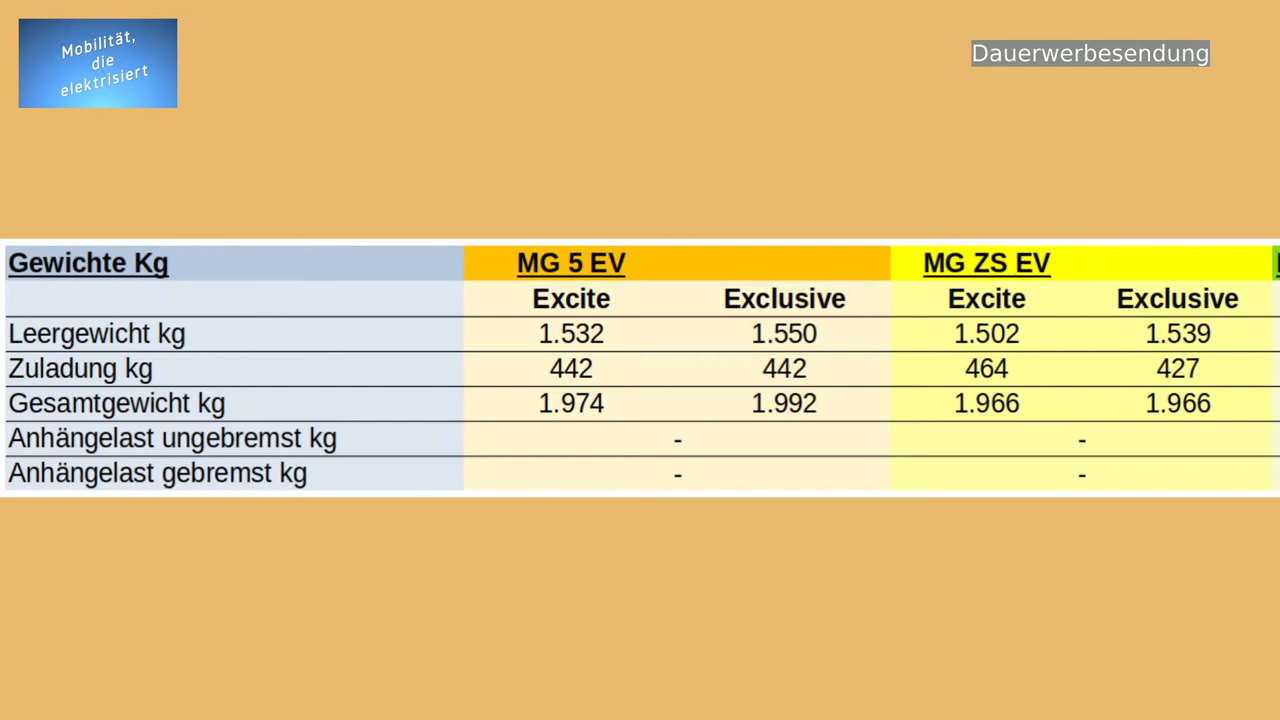 Mobilität,
die
elektrisiert
Dauerwerbesendung
Gewichte Kg MG 5 EV MG ZS EV
Excite Exclusive Excite Exclusive
Leergewicht kg 1.532 1.550 1.502 1.539
Zuladung kg 442 442 464 427
Gesamtgewicht kg 1.974 1.992 1.966 1.966
Anhängelast ungebremst kg - -
Anhängelast gebremst kg - -